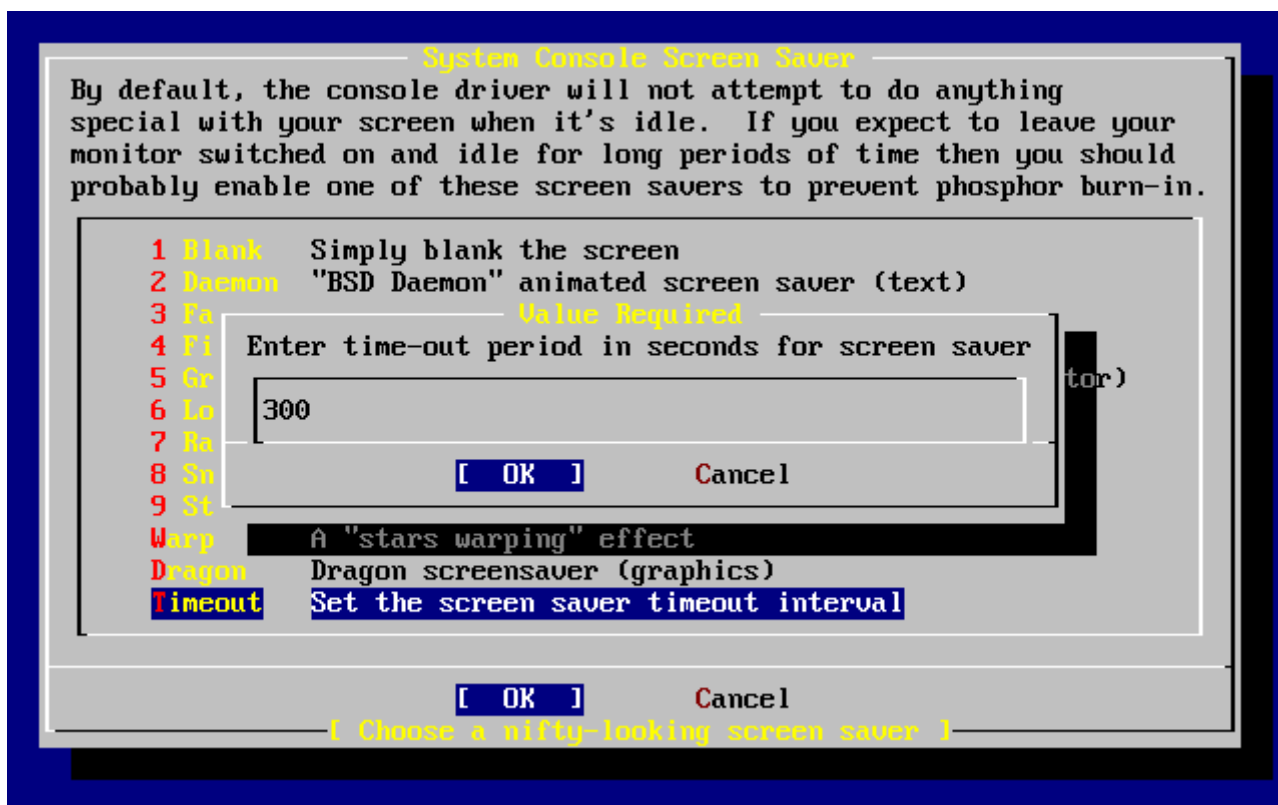 System Console Screen Saver
By default, the console driver will not attempt to do anything
special with your screen when it's idle.  If you expect to leave your
monitor switched on and idle for long periods of time then you should
probably enable one of these screen savers to prevent phosphor burn-in.
1 Blank Simply blank the screen
2 Daemon "BSD Daemon" animated screen saver (text)
3 Fa
Value Required
4 Fi
Enter time-out period in seconds for screen saver
5 Gr
tor)
6 Lo
300
7 Ra
8 Sn
[ OK ] Cancel
9 St
Warp A "stars warping" effect
Dragon Dragon screensaver (graphics)
Timeout Set the screen saver timeout interval
[ OK ] Cancel
[ Choose a nifty-looking screen saver ]